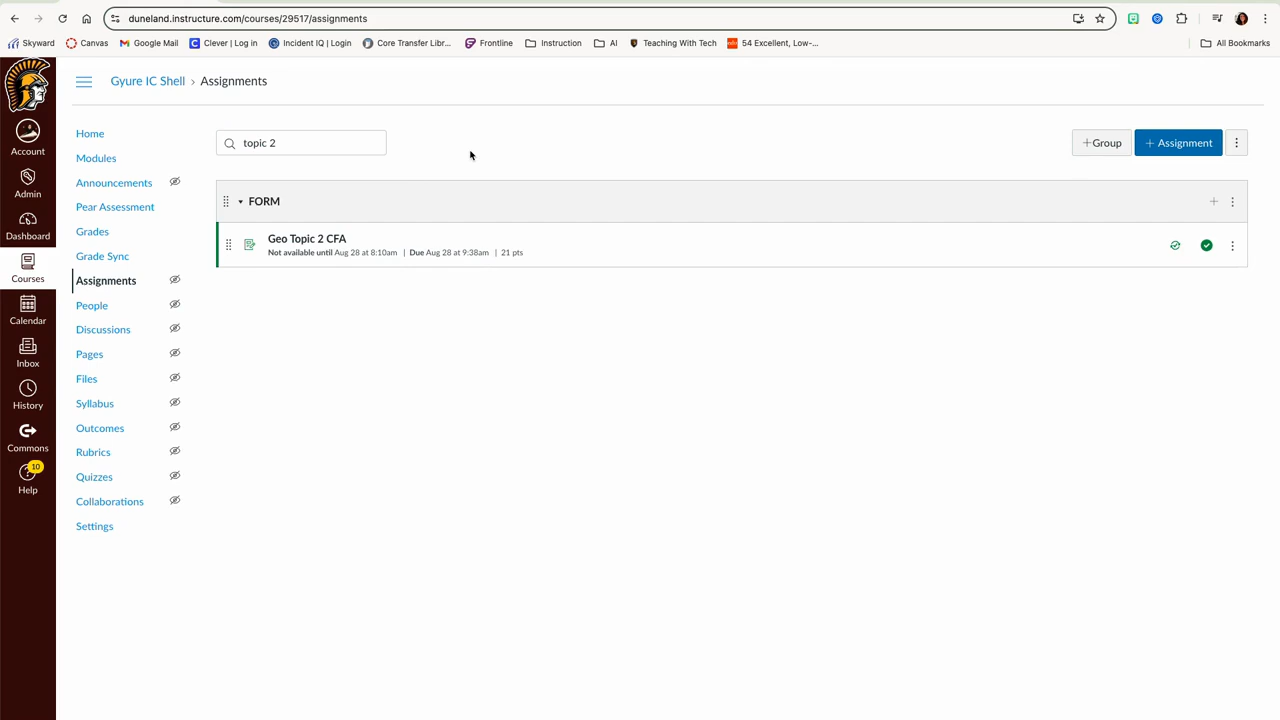 duneland.instructure.com/courses/29517/assignments
Skyward
Canvas
Google Mail
Clever | Log in
Incident IQ | Login
Core Transfer Libr...
Frontline
Instruction
AI
Teaching With Tech
54 Excellent, Low-...
All Bookmarks
Gyure IC Shell › Assignments
Account
Admin
Dashboard
Courses
Calendar
Inbox
History
Commons
10
Help
Home
Modules
Announcements
Pear Assessment
Grades
Grade Sync
Assignments
People
Discussions
Pages
Files
Syllabus
Outcomes
Rubrics
Quizzes
Collaborations
Settings
topic 2
+Group
+ Assignment
FORM
Geo Topic 2 CFA
Not available until Aug 28 at 8:10am | Due Aug 28 at 9:38am | 21 pts